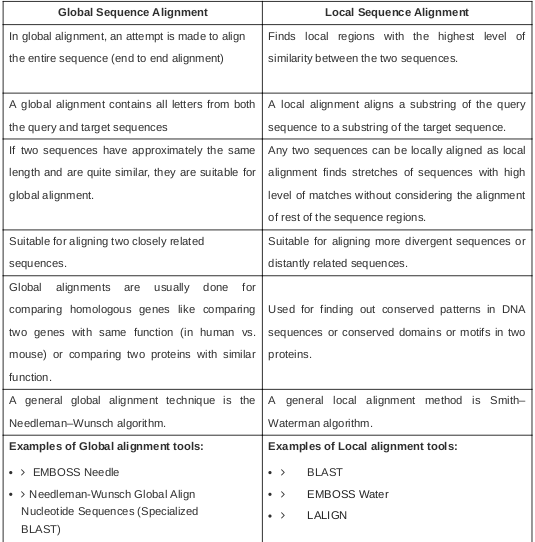 Global Sequence Alignment
Local Sequence Alignment
In global alignment, an attempt is made to align
the entire sequence (end to end alignment)
Finds local regions with the highest level of
similarity between the two sequences.
A global alignment contains all letters from both
the query and target sequences
A local alignment aligns a substring of the query
sequence to a substring of the target sequence.
If two sequences have approximately the same
length and are quite similar, they are suitable for
global alignment.
Any two sequences can be locally aligned as local
alignment finds stretches of sequences with high
level of matches without considering the alignment
of rest of the sequence regions.
Suitable for aligning two closely related
sequences.
Suitable for aligning more divergent sequences or
distantly related sequences.
Global alignments are usually done for
comparing homologous genes like comparing
two genes with same function (in human vs.
mouse) or comparing two proteins with similar
function.
Used for finding out conserved patterns in DNA
sequences or conserved domains or motifs in two
proteins.
A general global alignment technique is the
Needleman–Wunsch algorithm.
A general local alignment method is Smith–
Waterman algorithm.
Examples of Global alignment tools:
• > EMBOSS Needle
• > Needleman-Wunsch Global Align
Nucleotide Sequences (Specialized
BLAST)
Examples of Local alignment tools:
• > BLAST
• > EMBOSS Water
• > LALIGN